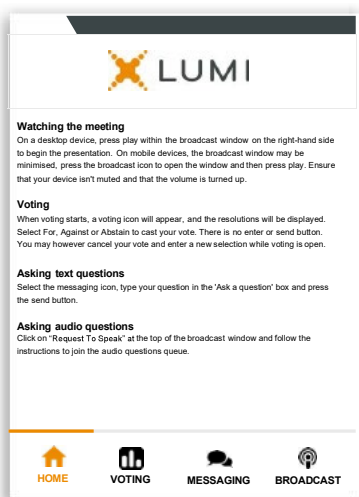 LUMI
Watching the meeting
On a desktop device, press play within the broadcast window on the right-hand side
to begin the presentation. On mobile devices, the broadcast window may be
minimised, press the broadcast icon to open the window and then press play. Ensure
that your device isn't muted and that the volume is turned up.
Voting
When voting starts, a voting icon will appear, and the resolutions will be displayed.
Select For, Against or Abstain to cast your vote. There is no enter or send button.
You may however cancel your vote and enter a new selection while voting is open.
Asking text questions
Select the messaging icon, type your question in the 'Ask a question' box and press
the send button.
Asking audio questions
Click on "Request To Speak" at the top of the broadcast window and follow the
instructions to join the audio questions queue.
HOME VOTING MESSAGING BROADCAST